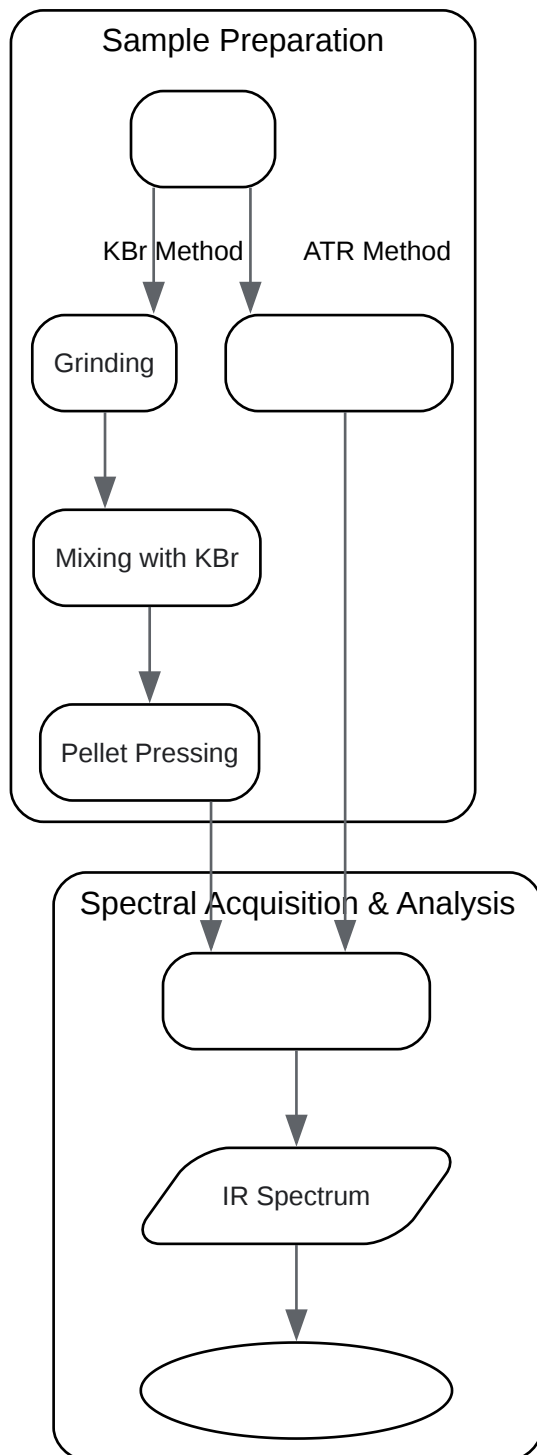 Sample Preparation
KBr Method
ATR Method
Grinding
Mixing with KBr
Pellet Pressing
Spectral Acquisition & Analysis
IR Spectrum